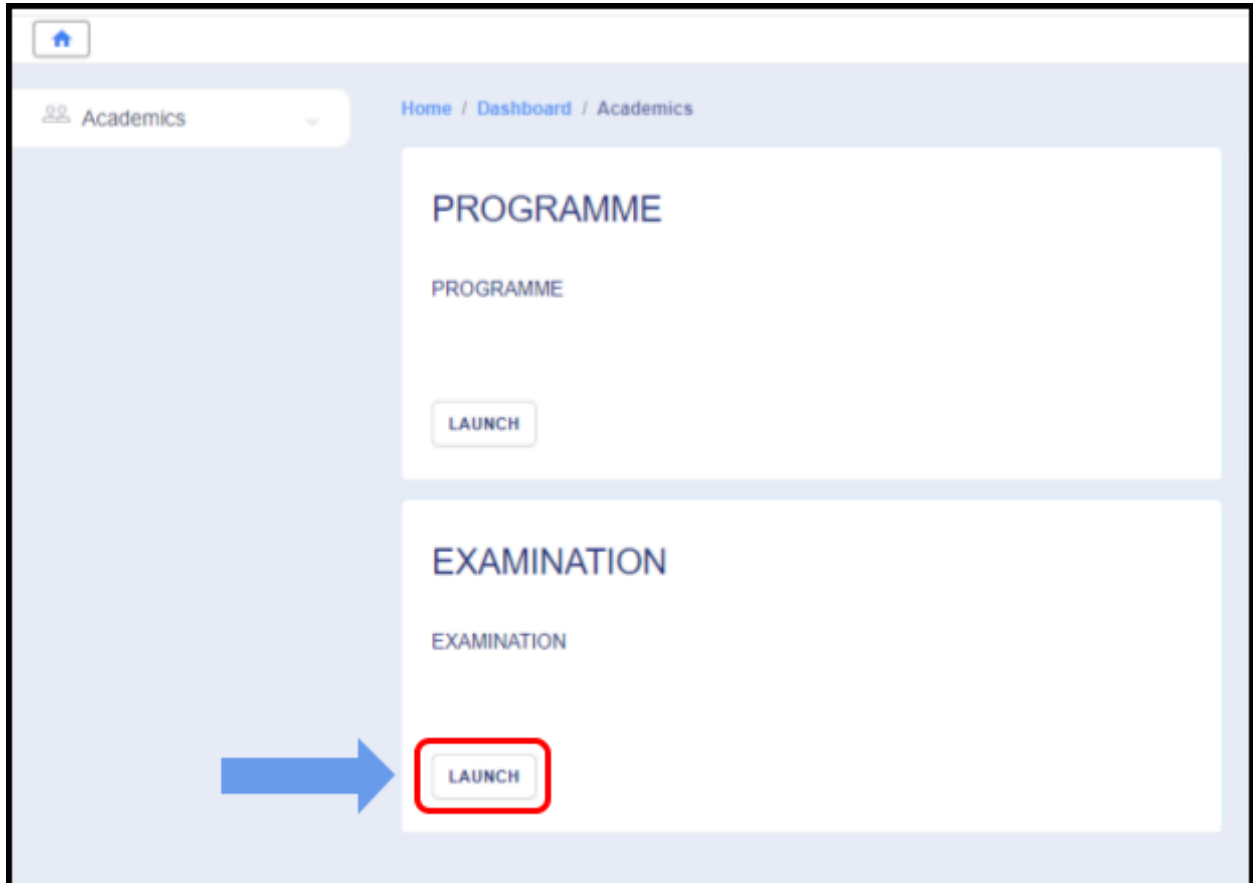 Academics
Home / Dashboard / Academics
PROGRAMME
PROGRAMME
LAUNCH
EXAMINATION
EXAMINATION
LAUNCH